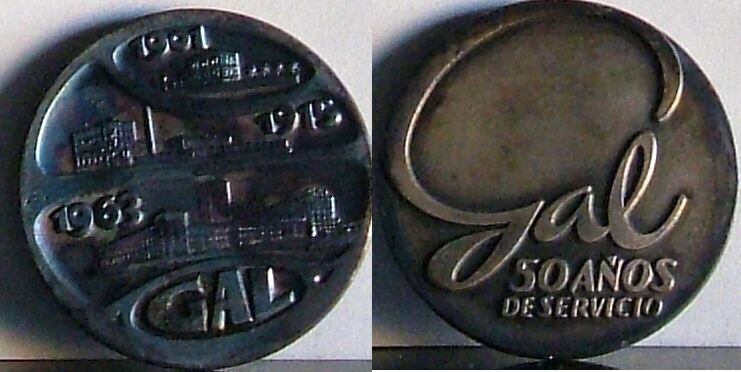 1901
1915
1963
GAL
Gal
50 AÑOS
DE SERVICIO